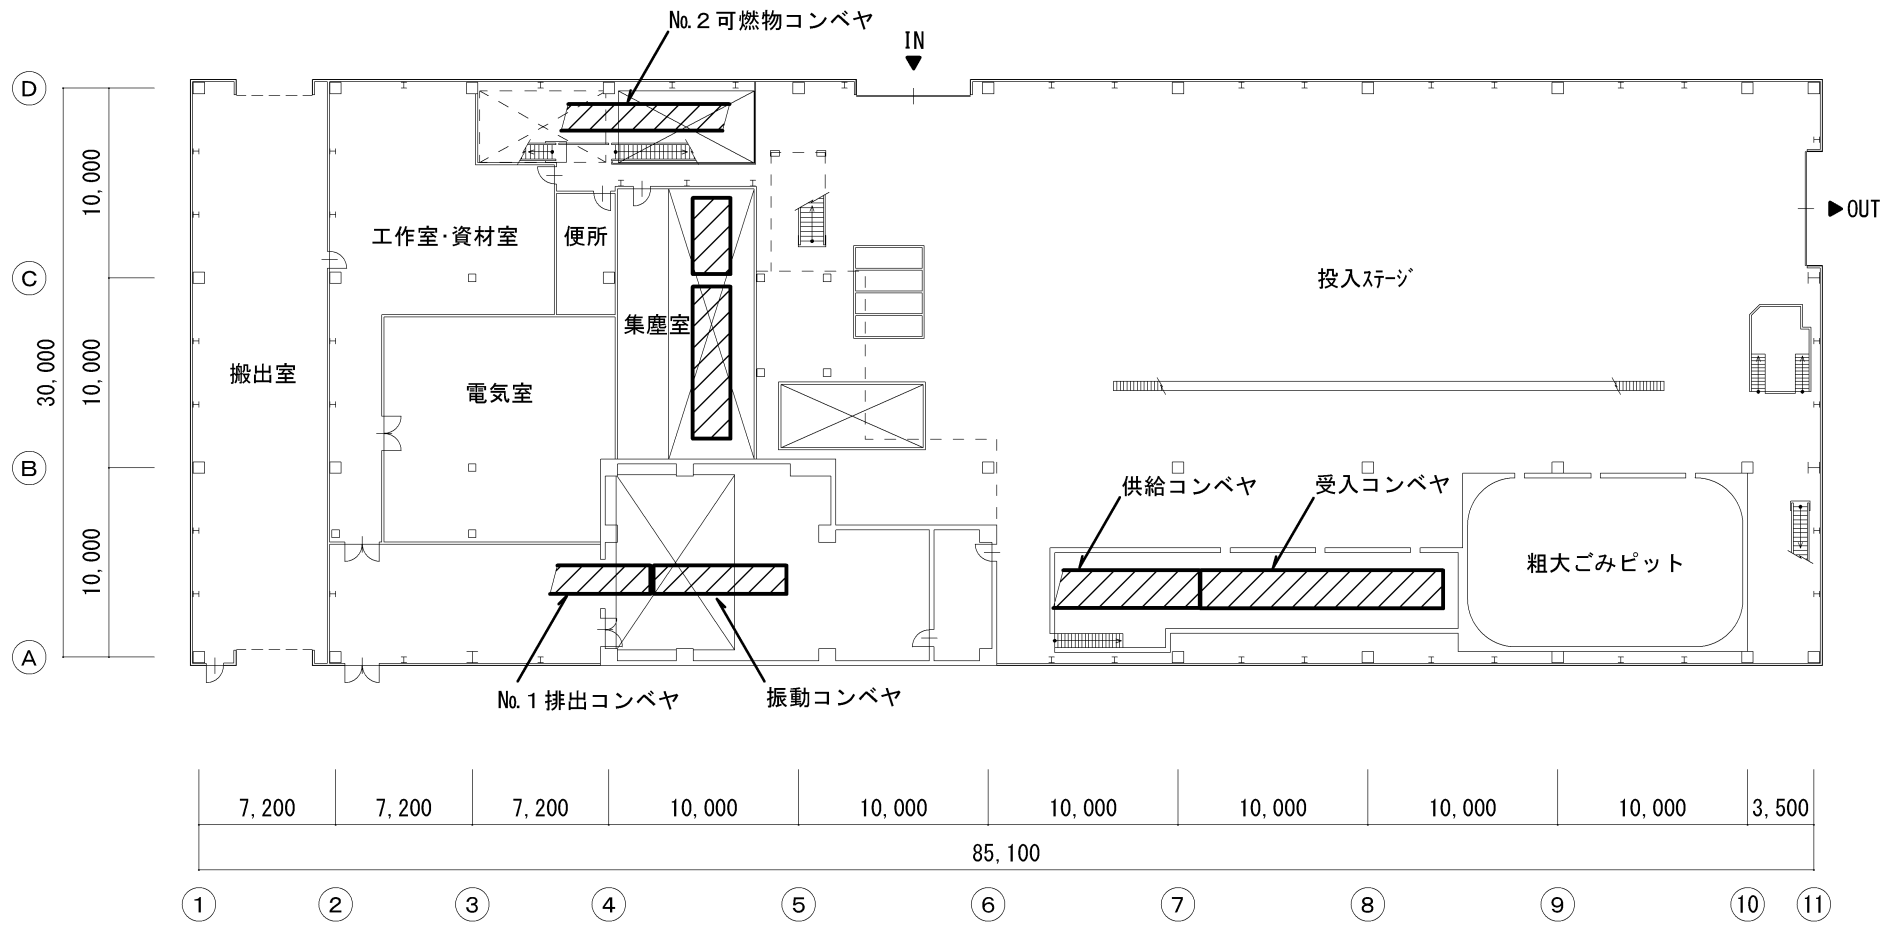 №2可燃物コンベヤ
IN
D
10,000
OUT
工作室・資材室
便所
C
投入ｽﾃｰｼﾞ
集塵室
30,000
10,000
搬出室
電気室
B
供給コンベヤ
受入コンベヤ
10,000
粗大ごみピット
A
№1排出コンベヤ
振動コンベヤ
7,200 7,200 7,200 10,000 10,000 10,000 10,000 10,000 10,000 3,500
85,100
1 2 3 4 5 6 7 8 9 10 11